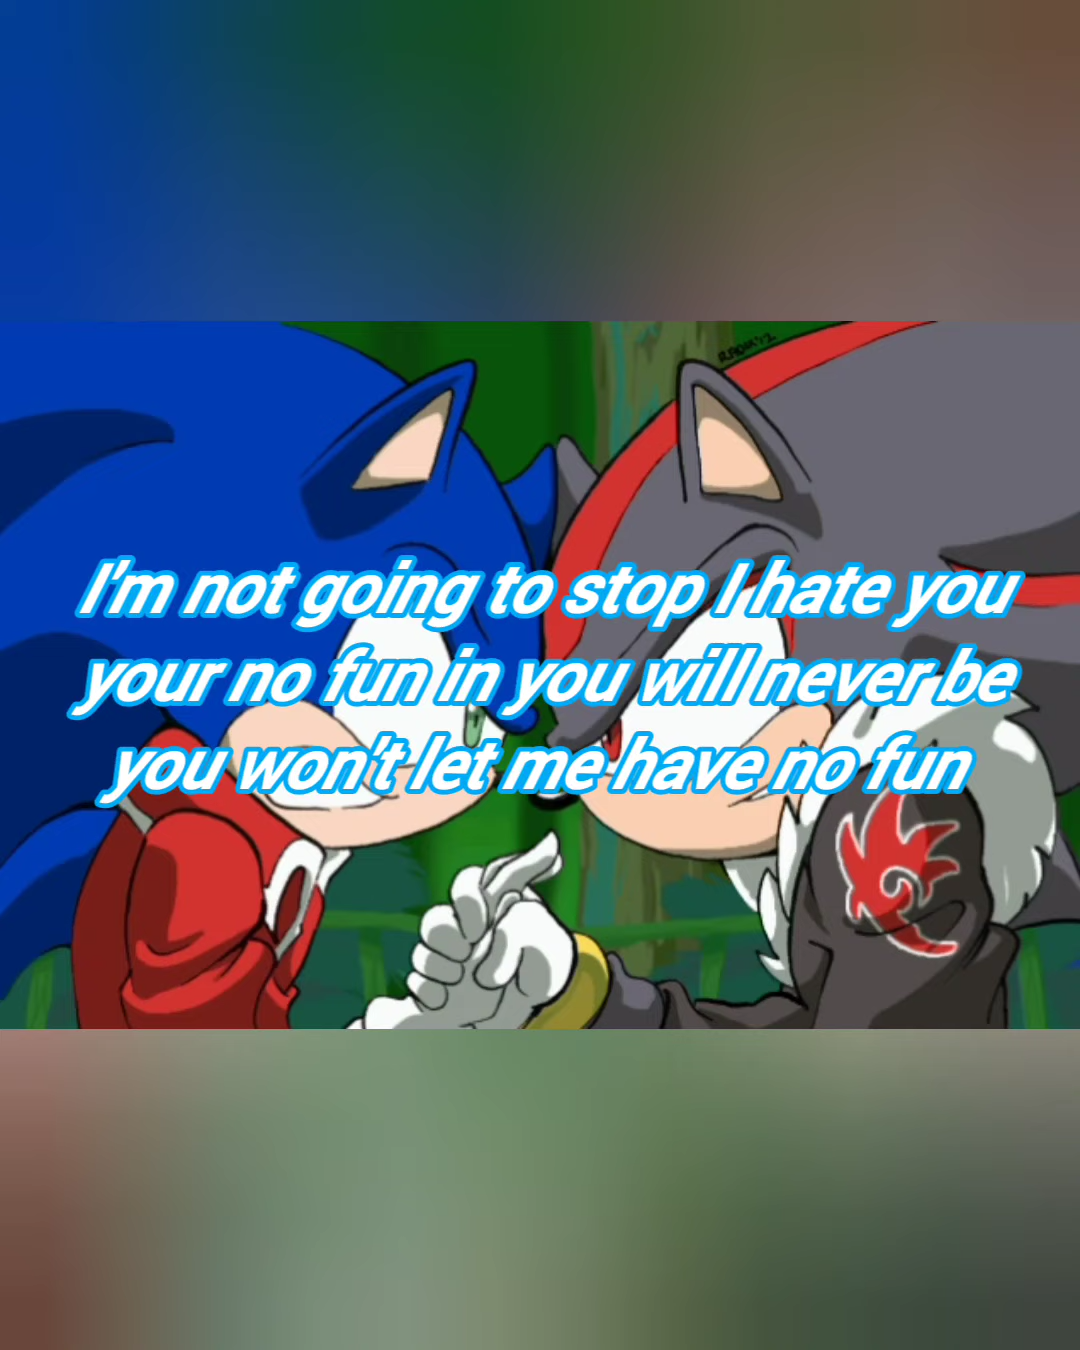 I'm not going to stop I hate you
your no fun in you will never be
you won't let me have no fun